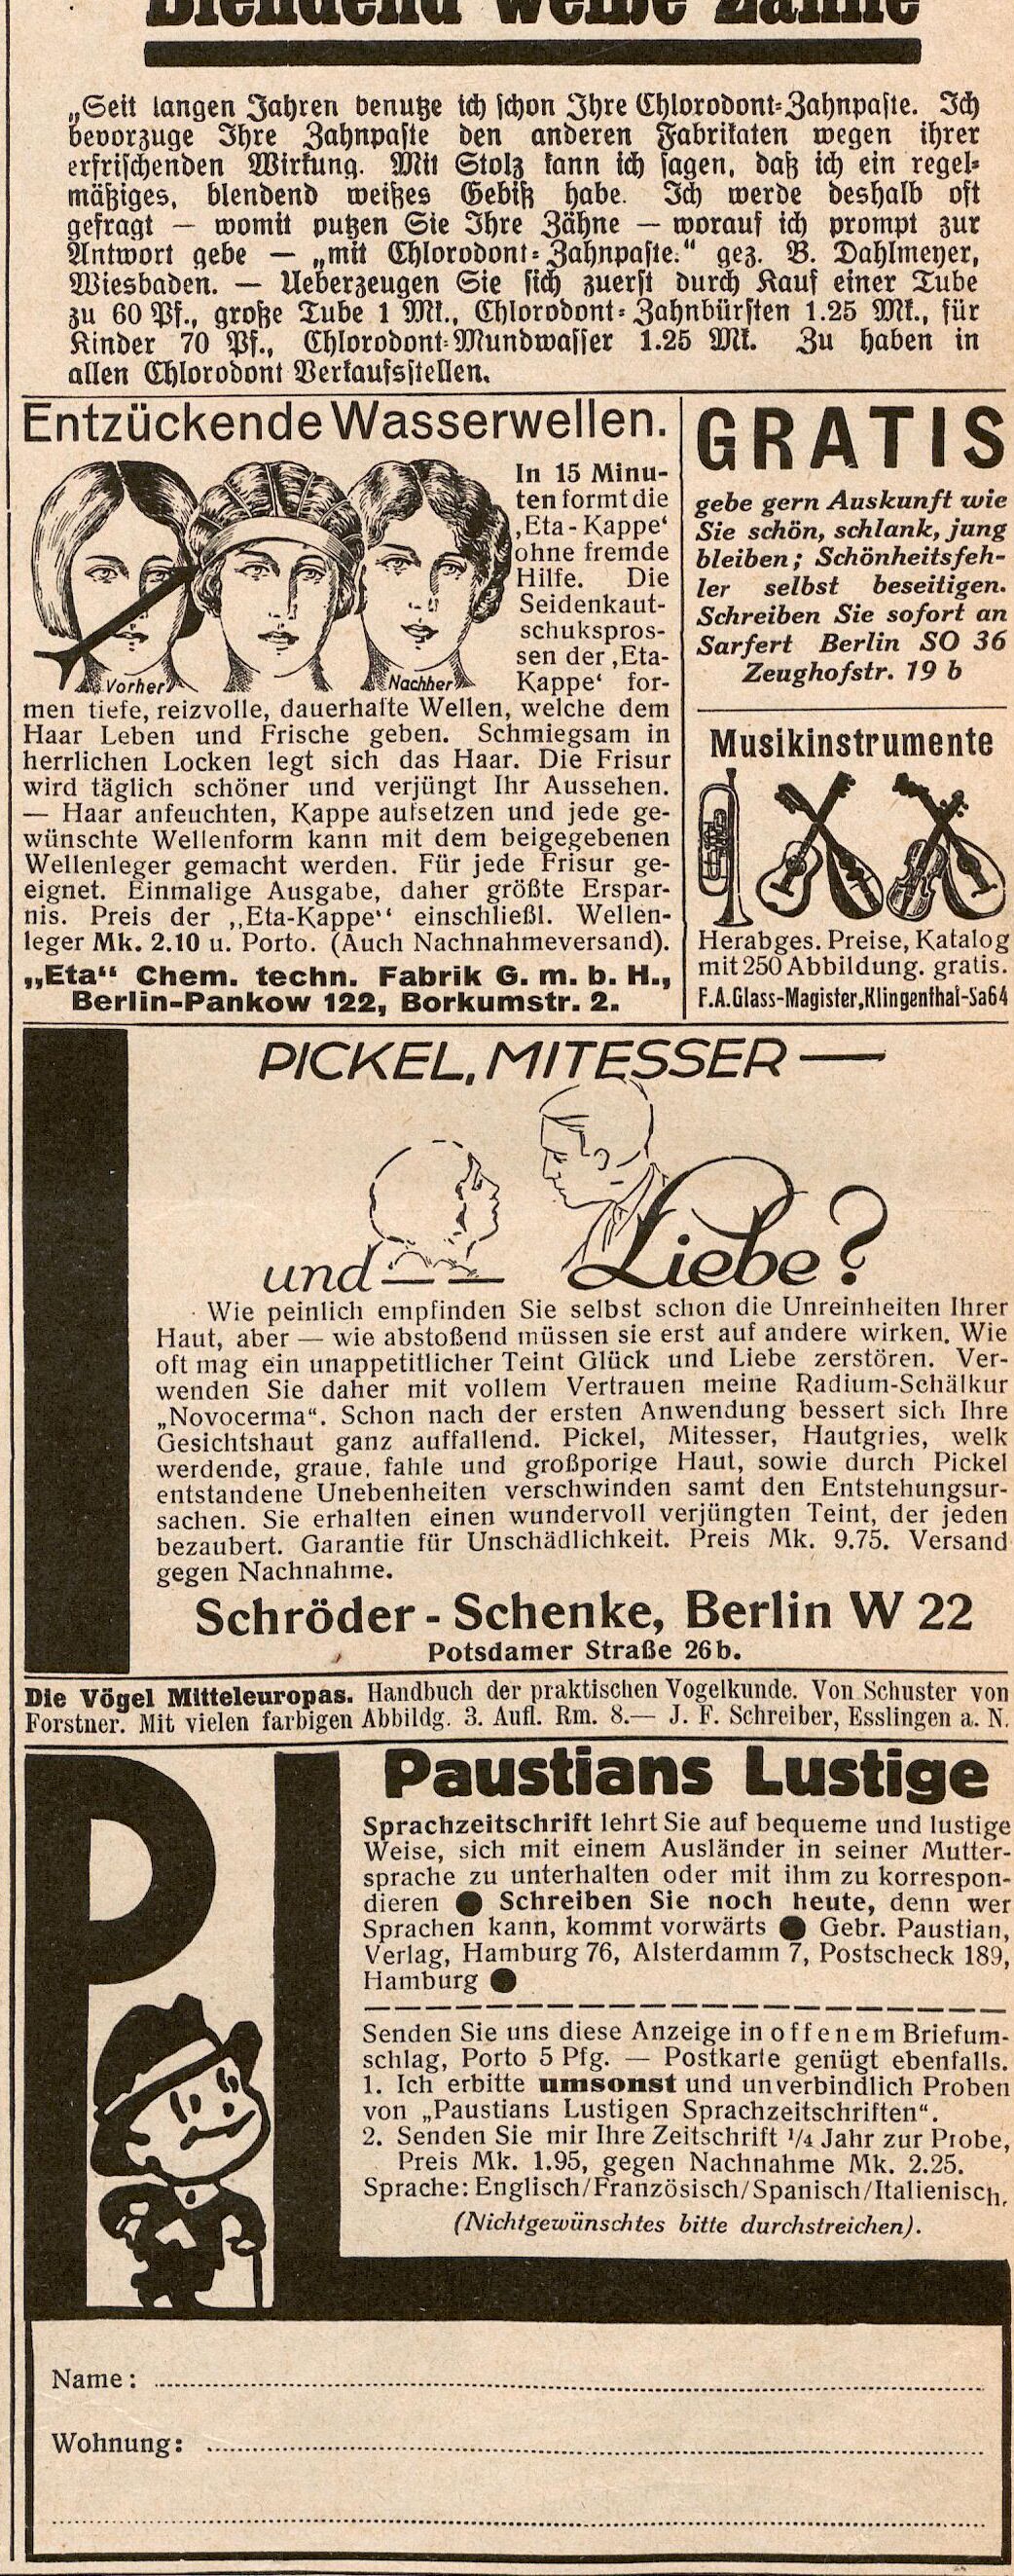 Blendend weiße Zähne
„Seit langen Jahren benutze ich schon Ihre Chlorodont-Zahnpaste. Ich
bevorzuge Ihre Zahnpaste den anderen Fabrikaten wegen ihrer
erfrischenden Wirkung. Mit Stolz kann ich sagen, daß ich ein regel-
mäßiges, blendend weißes Gebiß habe. Ich werde deshalb oft
gefragt — womit putzen Sie Ihre Zähne — worauf ich prompt zur
Antwort gebe — „mit Chlorodont-Zahnpaste.“ gez. B. Dahlmeyer,
Wiesbaden. — Ueberzeugen Sie sich zuerst durch Kauf einer Tube
zu 60 Pf., große Tube 1 Mk., Chlorodont-Zahnbürsten 1.25 Mk., für
Kinder 70 Pf., Chlorodont-Mundwasser 1.25 Mk. Zu haben in
allen Chlorodont Verkaufsstellen.
Entzückende Wasserwellen.
In 15 Minu-
ten formt die
‚Eta-Kappe‘
ohne fremde
Hilfe. Die
Seidenkaut-
schukspros-
sen der ‚Eta-
Kappe‘ for-
Vorher
Nachher
men tiefe, reizvolle, dauerhafte Wellen, welche dem
Haar Leben und Frische geben. Schmiegsam in
herrlichen Locken legt sich das Haar. Die Frisur
wird täglich schöner und verjüngt Ihr Aussehen.
— Haar anfeuchten, Kappe aufsetzen und jede ge-
wünschte Wellenform kann mit dem beigegebenen
Wellenleger gemacht werden. Für jede Frisur ge-
eignet. Einmalige Ausgabe, daher größte Erspar-
nis. Preis der „Eta-Kappe“ einschließl. Wellen-
leger Mk. 2.10 u. Porto. (Auch Nachnahmeversand).
„Eta“ Chem. techn. Fabrik G. m. b. H.,
Berlin-Pankow 122, Borkumstr. 2.
GRATIS
gebe gern Auskunft wie
Sie schön, schlank, jung
bleiben; Schönheitsfeh-
ler selbst beseitigen.
Schreiben Sie sofort an
Sarfert Berlin SO 36
Zeughofstr. 19 b
Musikinstrumente
Herabges. Preise, Katalog
mit 250 Abbildung. gratis.
F.A.Glass-Magister,Klingenthal-Sa64
PICKEL, MITESSER —
und Liebe?
Wie peinlich empfinden Sie selbst schon die Unreinheiten Ihrer
Haut, aber — wie abstoßend müssen sie erst auf andere wirken. Wie
oft mag ein unappetitlicher Teint Glück und Liebe zerstören. Ver-
wenden Sie daher mit vollem Vertrauen meine Radium-Schälkur
„Novocerma“. Schon nach der ersten Anwendung bessert sich Ihre
Gesichtshaut ganz auffallend. Pickel, Mitesser, Hautgries, welk
werdende, graue, fahle und großporige Haut, sowie durch Pickel
entstandene Unebenheiten verschwinden samt den Entstehungsur-
sachen. Sie erhalten einen wundervoll verjüngten Teint, der jeden
bezaubert. Garantie für Unschädlichkeit. Preis Mk. 9.75. Versand
gegen Nachnahme.
Schröder - Schenke, Berlin W 22
Potsdamer Straße 26b.
Die Vögel Mitteleuropas. Handbuch der praktischen Vogelkunde. Von Schuster von
Forstner. Mit vielen farbigen Abbildg. 3. Aufl. Rm. 8.— J. F. Schreiber, Esslingen a. N.
Paustians Lustige
Sprachzeitschrift lehrt Sie auf bequeme und lustige
Weise, sich mit einem Ausländer in seiner Mutter-
sprache zu unterhalten oder mit ihm zu korrespon-
dieren ● Schreiben Sie noch heute, denn wer
Sprachen kann, kommt vorwärts ● Gebr. Paustian,
Verlag, Hamburg 76, Alsterdamm 7, Postscheck 189,
Hamburg ●
Senden Sie uns diese Anzeige in offenem Briefum-
schlag, Porto 5 Pfg. — Postkarte genügt ebenfalls.
1. Ich erbitte umsonst und unverbindlich Proben
von „Paustians Lustigen Sprachzeitschriften“.
2. Senden Sie mir Ihre Zeitschrift ¼ Jahr zur Probe,
Preis Mk. 1.95, gegen Nachnahme Mk. 2.25.
Sprache: Englisch/Französisch/Spanisch/Italienisch,
(Nichtgewünschtes bitte durchstreichen).
PL
Name:
Wohnung: